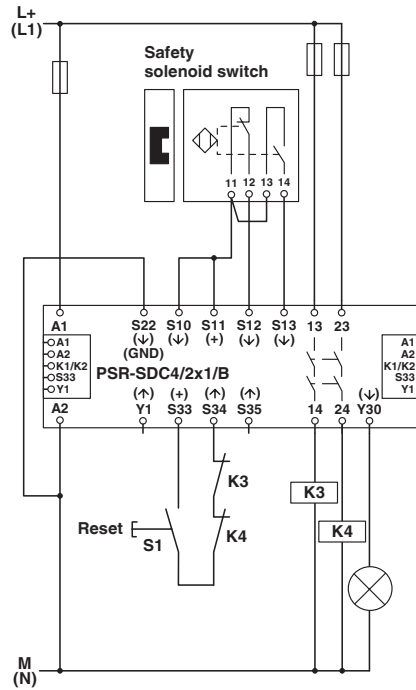 L+
(L1)
Safety
solenoid switch
11 12 13 14
A1 S22 S10 S11 S12 S13 13 23
(↓) (↓) (+) (↓) (↓)
(GND)
A1
A2
K1/K2
S33
Y1
PSR-SDC4/2x1/B
A1
A2
K1/K2
S33
Y1
(↑) (+) (↑) (↑) (↓)
A2 Y1 S33 S34 S35 14 24 Y30
K3
K3
Reset
S1
K4
K4
M
(N)